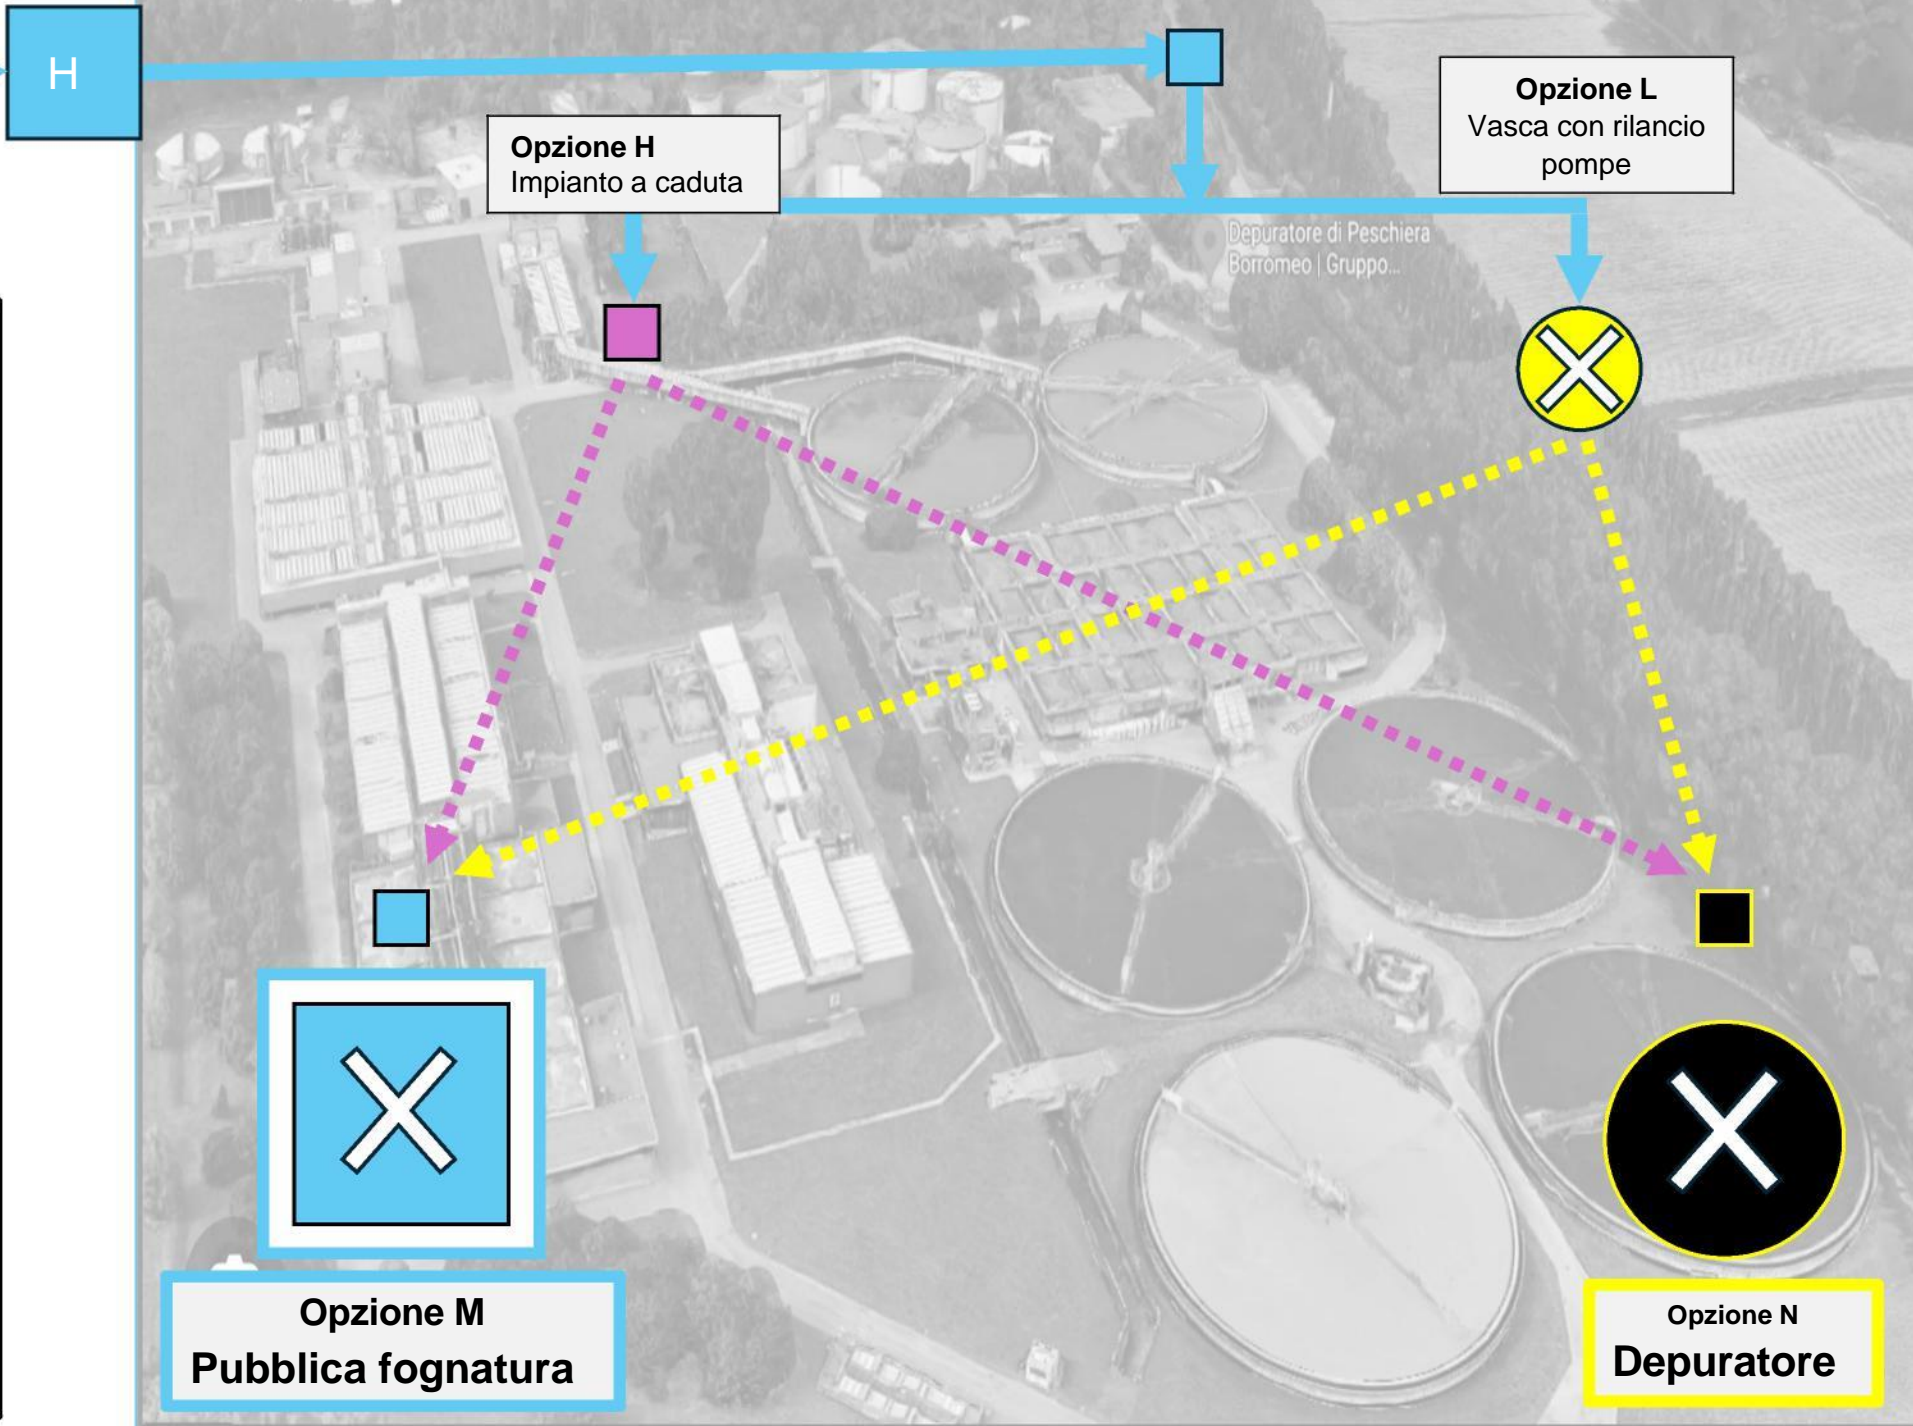 H
Opzione H
Impianto a caduta
Opzione L
Vasca con rilancio
pompe
Depuratore di Peschiera
Borromeo | Gruppo...
Opzione M
Pubblica fognatura
Opzione N
Depuratore